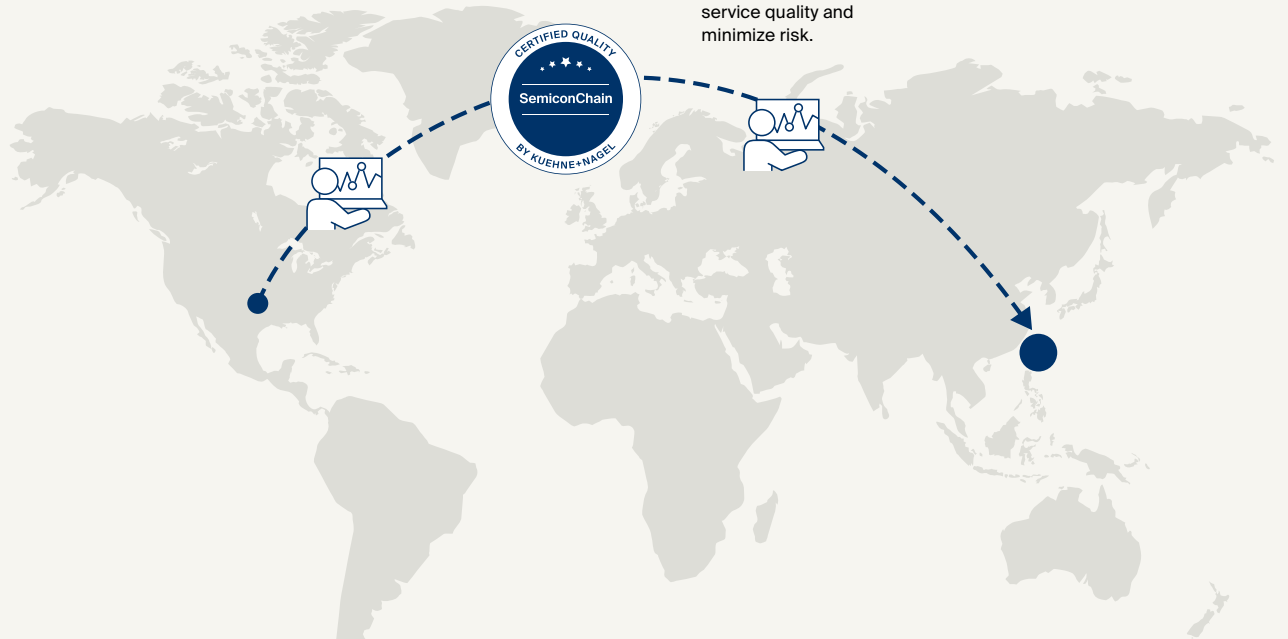 service quality and
minimize risk.
CERTIFIED QUALITY
SemiconChain
BY KUEHNE+NAGEL